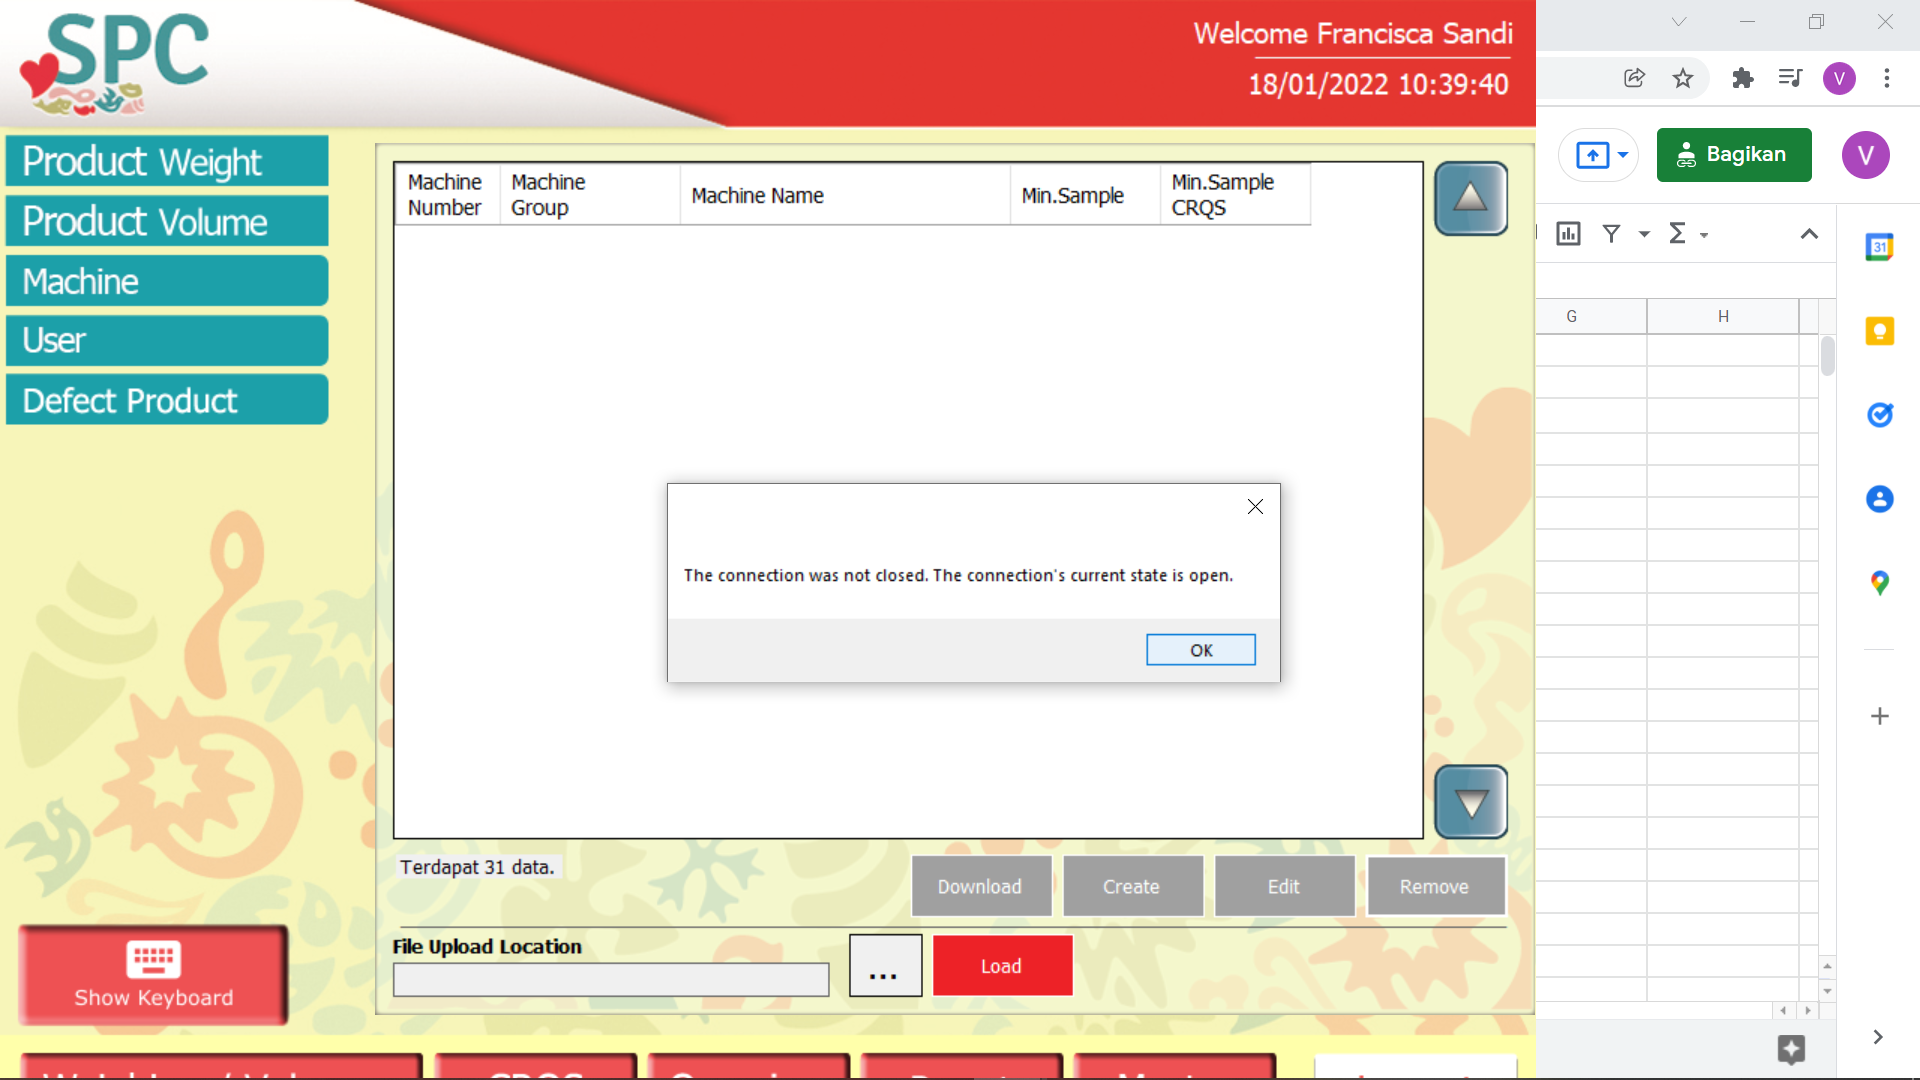 SPC
Welcome Francisca Sandi
18/01/2022 10:39:40
Product Weight
Product Volume
Machine
User
Defect Product
Machine Number
Machine Group
Machine Name
Min.Sample
Min.Sample CRQS
The connection was not closed. The connection's current state is open.
OK
Terdapat 31 data.
Download
Create
Edit
Remove
File Upload Location
...
Load
Show Keyboard
V
Bagikan
V
31
G
H